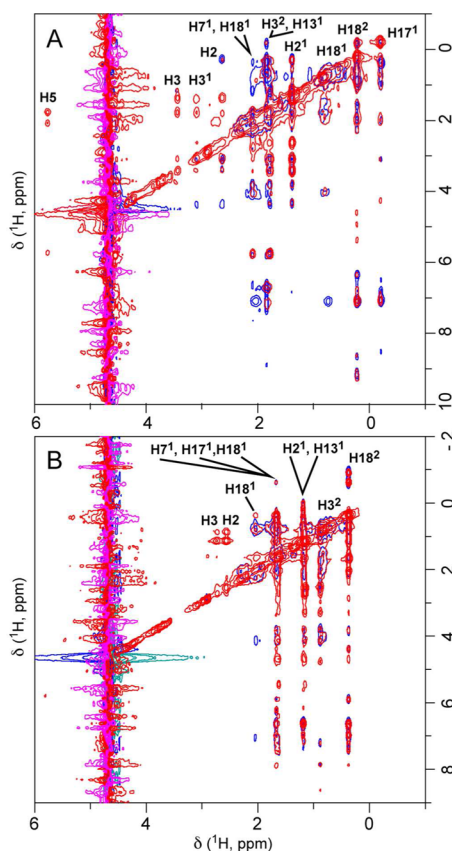 A
H7¹, H18¹
H3², H13¹
H2
H2¹
H18¹
H18²
H17¹
H5
H3
H3¹
0
2
4
6
8
10
δ (¹H, ppm)
6 4 2 0
B
H7¹, H17¹,H18¹
H2¹,
H13¹
H18²
H18¹
H3²
H3 H2
-2
0
2
4
6
8
δ (¹H, ppm)
6 4 2 0
δ (¹H, ppm)